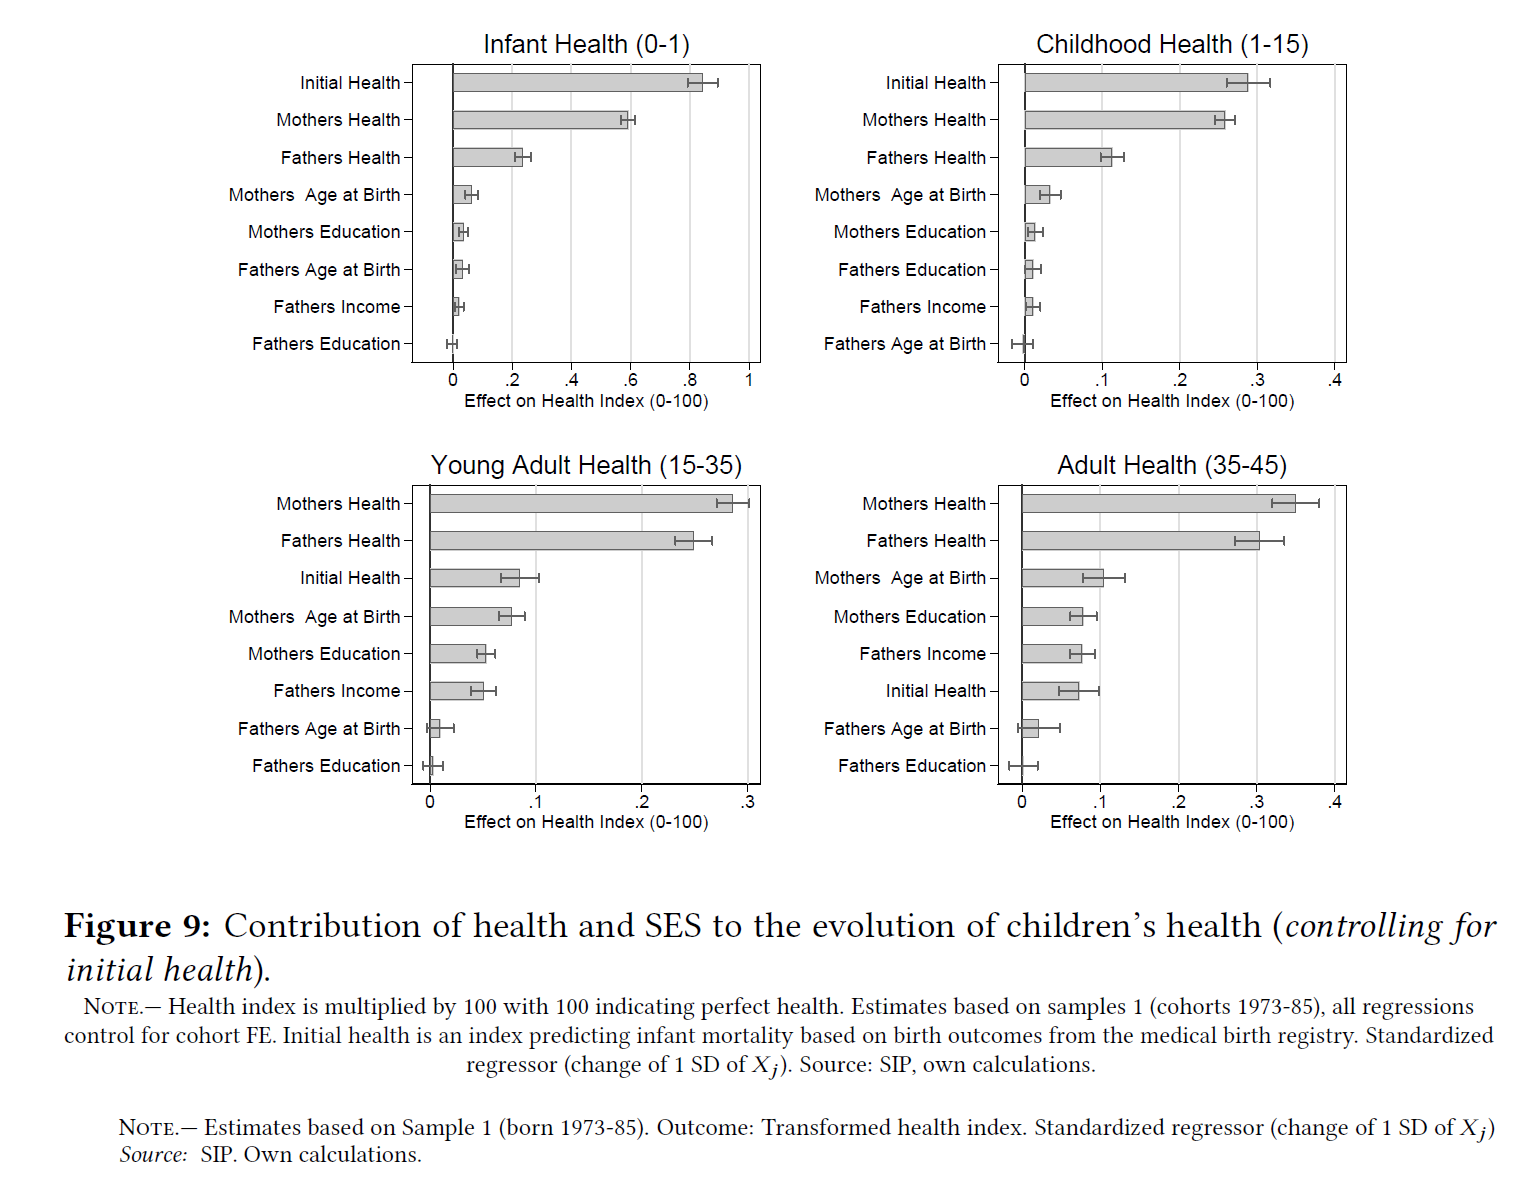 Infant Health (0-1)
Initial Health
Mothers Health
Fathers Health
Mothers  Age at Birth
Mothers Education
Fathers Age at Birth
Fathers Income
Fathers Education
0 .2 .4 .6 .8 1
Effect on Health Index (0-100)
Childhood Health (1-15)
Initial Health
Mothers Health
Fathers Health
Mothers  Age at Birth
Mothers Education
Fathers Education
Fathers Income
Fathers Age at Birth
0 .1 .2 .3 .4
Effect on Health Index (0-100)
Young Adult Health (15-35)
Mothers Health
Fathers Health
Initial Health
Mothers  Age at Birth
Mothers Education
Fathers Income
Fathers Age at Birth
Fathers Education
0 .1 .2 .3
Effect on Health Index (0-100)
Adult Health (35-45)
Mothers Health
Fathers Health
Mothers  Age at Birth
Mothers Education
Fathers Income
Initial Health
Fathers Age at Birth
Fathers Education
0 .1 .2 .3 .4
Effect on Health Index (0-100)
Figure 9: Contribution of health and SES to the evolution of children's health (controlling for
initial health).
Note.— Health index is multiplied by 100 with 100 indicating perfect health. Estimates based on samples 1 (cohorts 1973-85), all regressions
control for cohort FE. Initial health is an index predicting infant mortality based on birth outcomes from the medical birth registry. Standardized
regressor (change of 1 SD of Xj). Source: SIP, own calculations.
Note.— Estimates based on Sample 1 (born 1973-85). Outcome: Transformed health index. Standardized regressor (change of 1 SD of Xj)
Source: SIP. Own calculations.